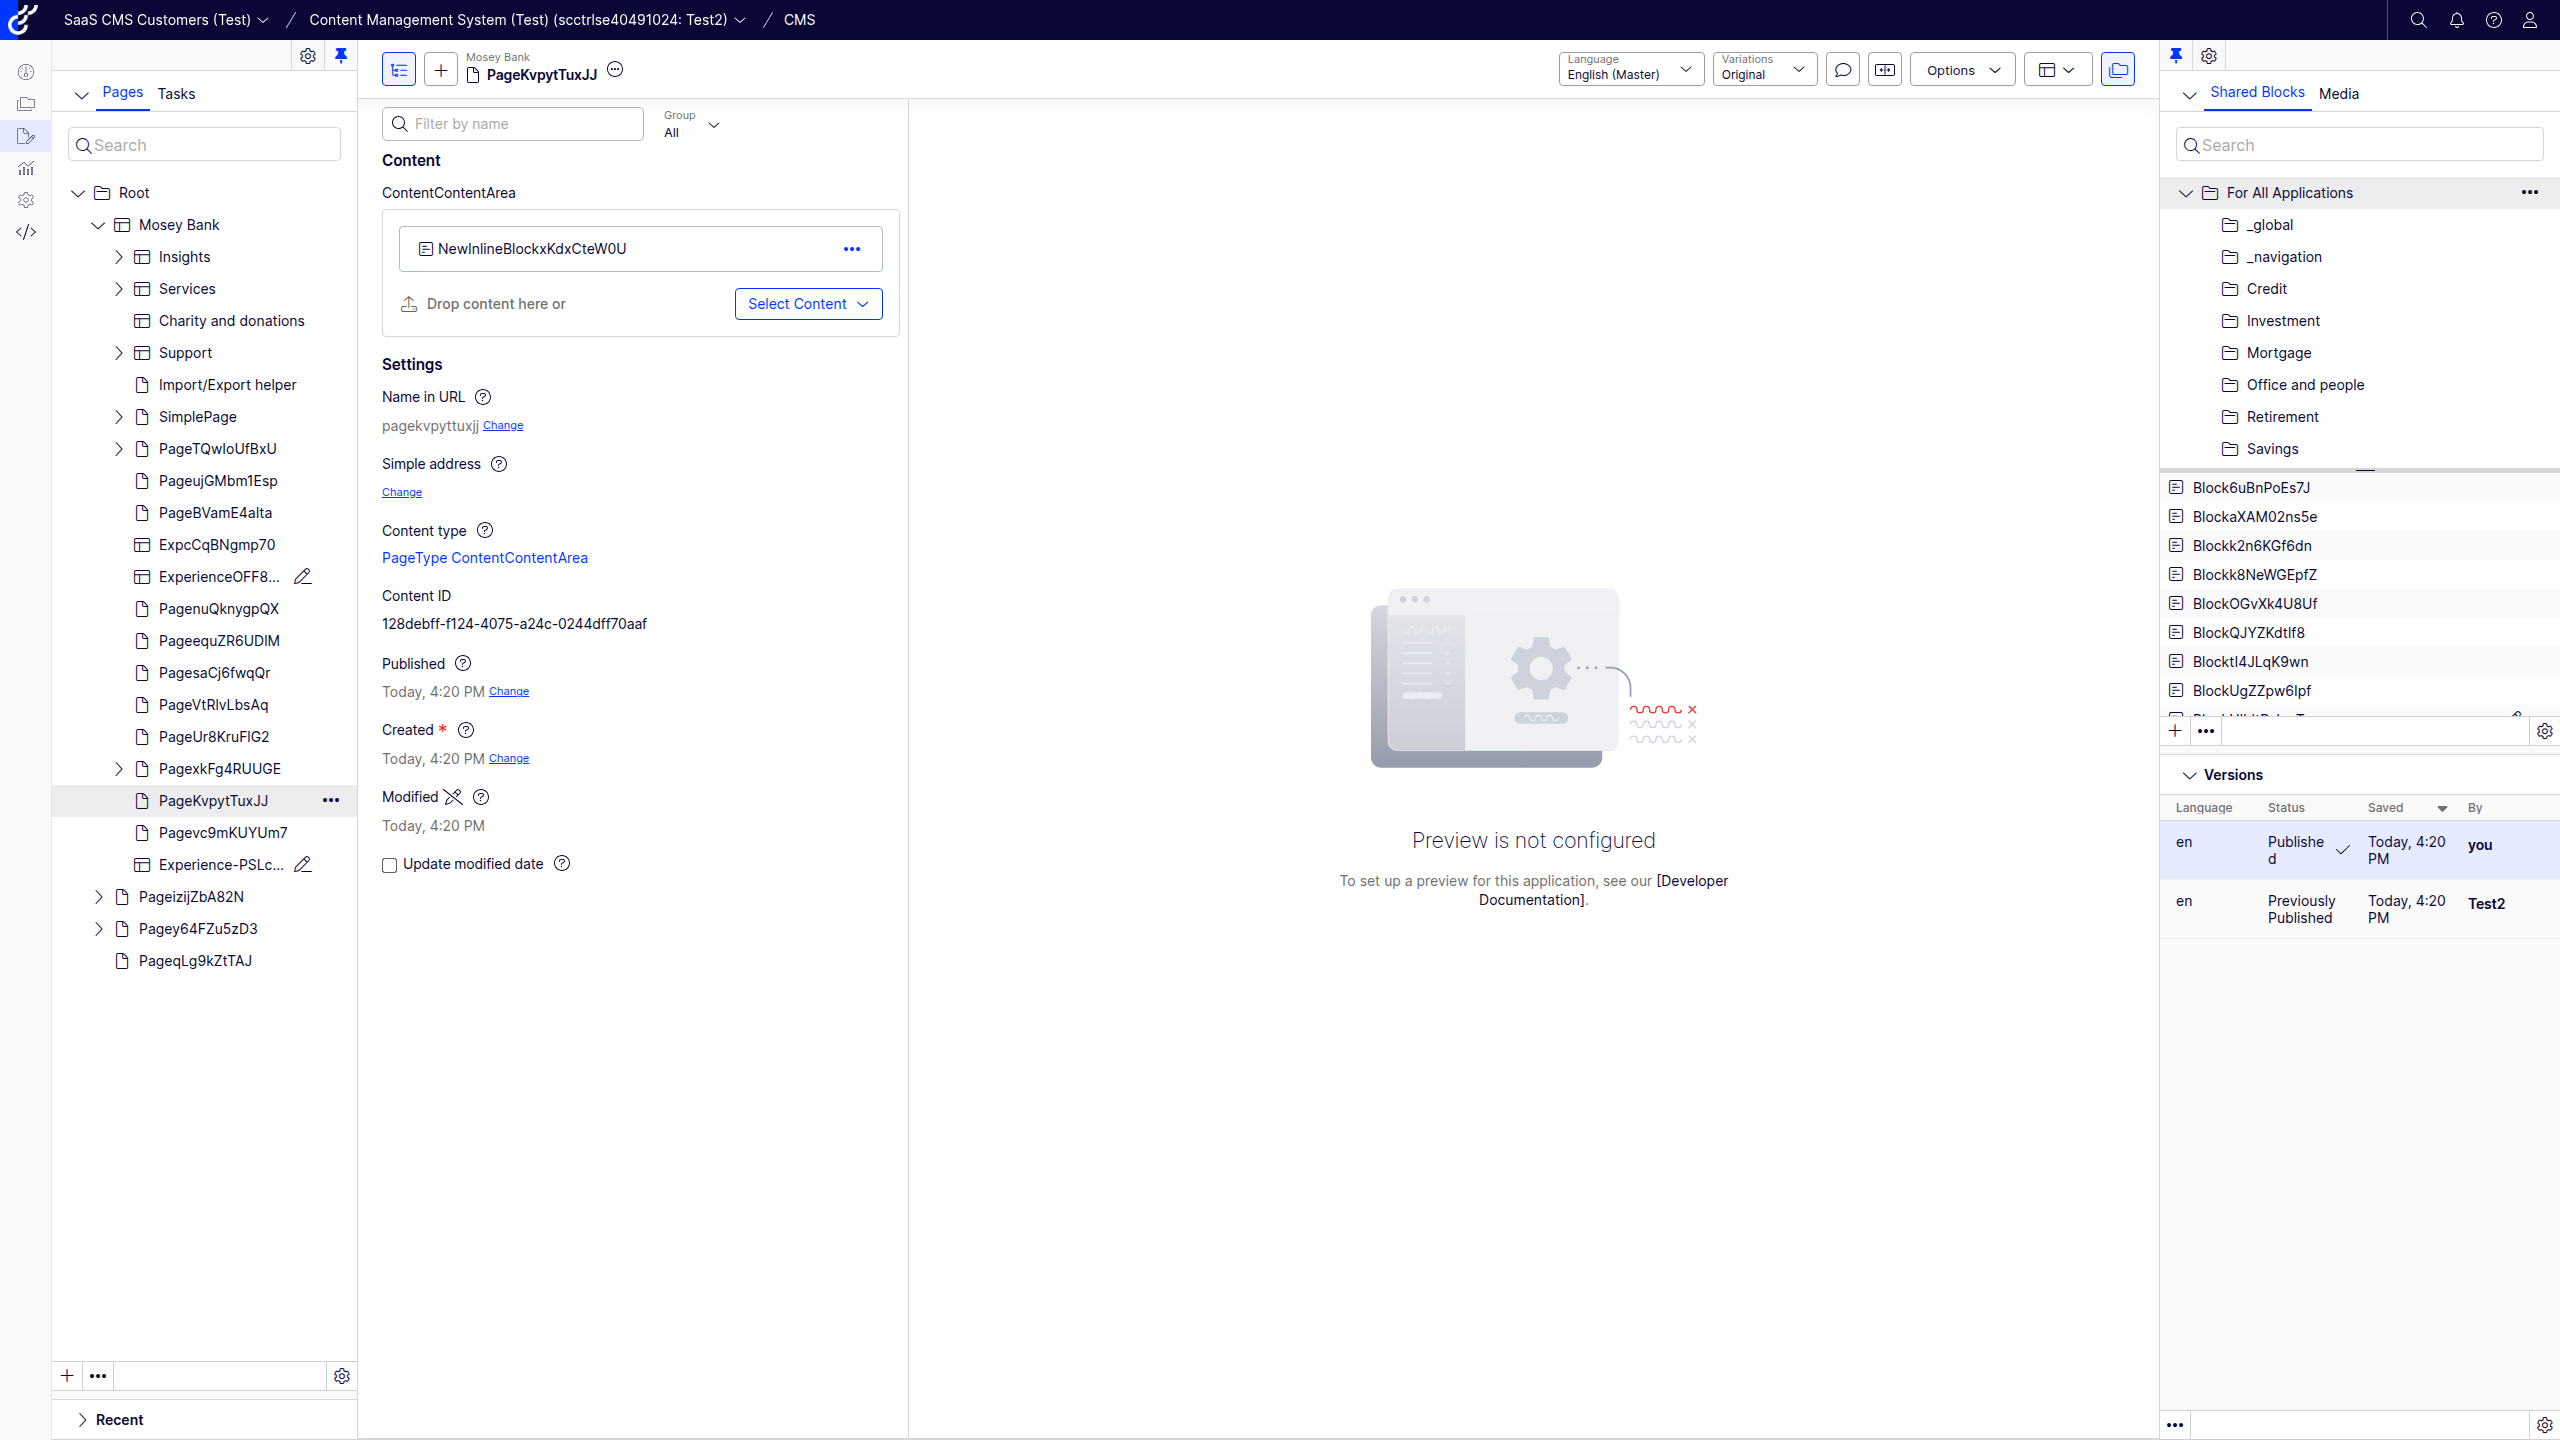 SaaS CMS Customers (Test)
Content Management System (Test) (scctrlse40491024: Test2)
CMS
Pages
Tasks
Search
Root
Mosey Bank
Insights
Services
Charity and donations
Support
Import/Export helper
SimplePage
PageTQwIoUfBxU
PageujGMbm1Esp
PageBVamE4aIta
ExpcCqBNgmp70
ExperienceOFF8...
PagenuQknygpQX
PageequZR6UDlM
PagesaCj6fwqQr
PageVtRlvLbsAq
PageUr8KruFlG2
PagexkFg4RUUGE
PageKvpytTuxJJ
Pagevc9mKUYUm7
Experience-PSLc...
PageizijZbA82N
Pagey64FZu5zD3
PageqLg9kZtTAJ
Recent
Mosey Bank
PageKvpytTuxJJ
Language
English (Master)
Variations
Original
Options
Filter by name
Group
All
Content
ContentContentArea
NewInlineBlockxKdxCteW0U
Drop content here or
Select Content
Settings
Name in URL
pagekvpyttuxjj Change
Simple address
Change
Content type
PageType ContentContentArea
Content ID
128debff-f124-4075-a24c-0244dff70aaf
Published
Today, 4:20 PM Change
Created *
Today, 4:20 PM Change
Modified
Today, 4:20 PM
Update modified date
Preview is not configured
To set up a preview for this application, see our [Developer
Documentation].
Shared Blocks
Media
Search
For All Applications
_global
_navigation
Credit
Investment
Mortgage
Office and people
Retirement
Savings
Block6uBnPoEs7J
BlockaXAM02ns5e
Blockk2n6KGf6dn
Blockk8NeWGEpfZ
BlockOGvXk4U8Uf
BlockQJYZKdtIf8
BlocktI4JLqK9wn
BlockUgZZpw6Ipf
Versions
Language Status Saved By
en Publishe Today, 4:20 you
d PM
en Previously Today, 4:20 Test2
Published PM